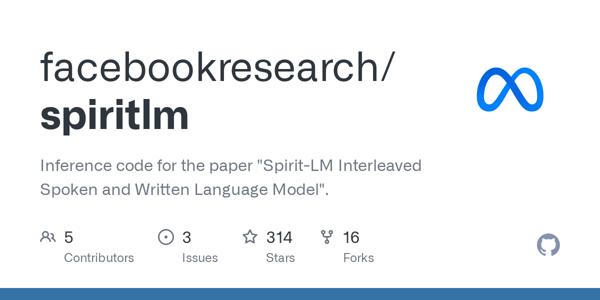 facebookresearch/
spiritlm
Inference code for the paper "Spirit-LM Interleaved
Spoken and Written Language Model".
5 3 314 16
Contributors Issues Stars Forks